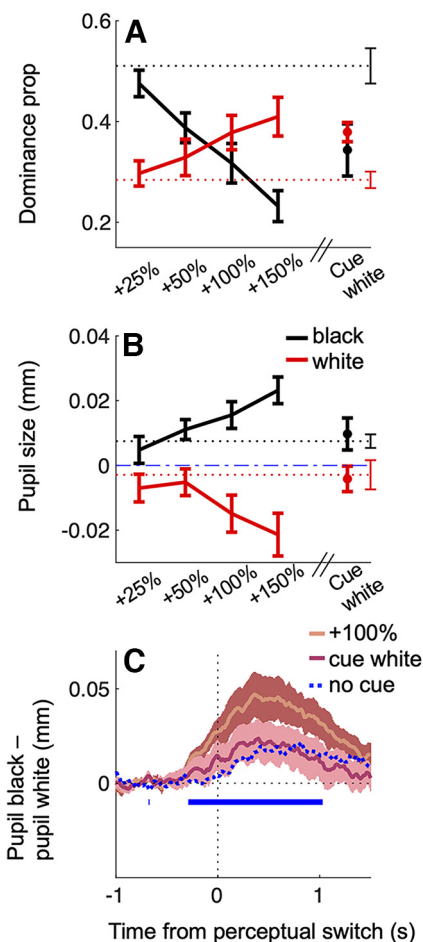 A
Dominance prop
0.6
0.4
0.2
+25%
+50%
+100%
+150%
Cue
white
B
black
white
Pupil size (mm)
0.04
0.02
0
-0.02
+25%
+50%
+100%
+150%
Cue
white
C
+100%
cue white
no cue
Pupil black –
pupil white (mm)
0.05
0
-1
0
1
Time from perceptual switch (s)